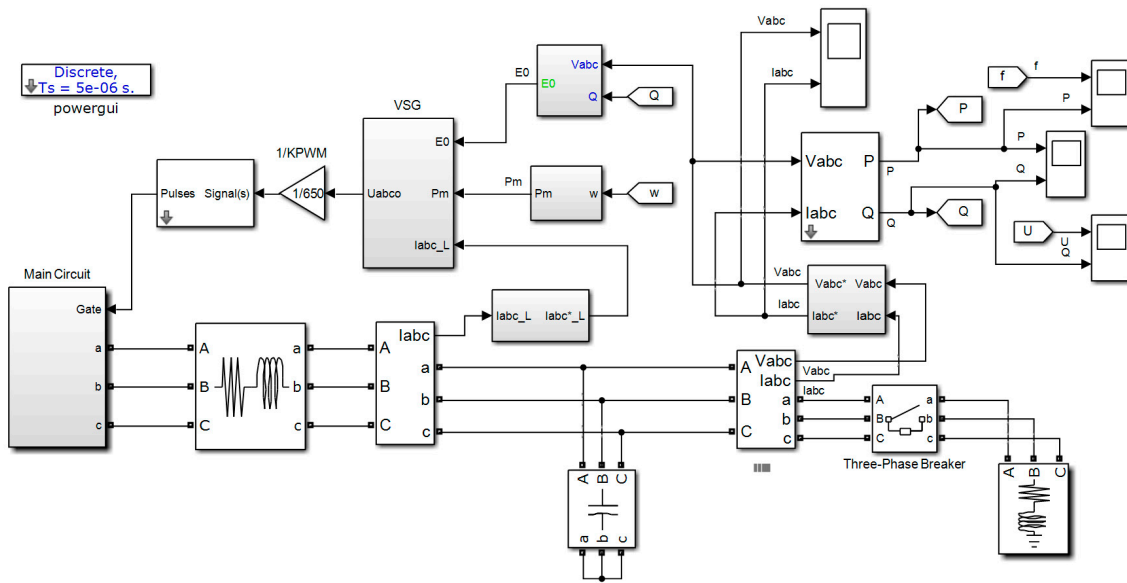 Discrete,
Ts = 5e-06 s.
powergui
VSG
E0
Vabc
E0
Q
Q
Vabc
Iabc
f
f
P
P
P
Q
Vabc
P
P
Iabc
Q
Q
Q
U
U
Q
1/KPWM
Pulses
Signal(s)
1/650
Uabco
E0
Pm
Iabc_L
Pm
Pm
w
w
Vabc
Vabc*
Vabc
Iabc
Iabc*
Iabc
Main Circuit
Gate
a
b
c
A
B
C
a
b
c
Iabc
A
B
C
a
b
c
Iabc_L
Iabc*_L
A
B
C
Vabc
Iabc
a
b
c
Vabc
Iabc
A
B
C
a
b
c
Three-Phase Breaker
A B C
a b c
A B C